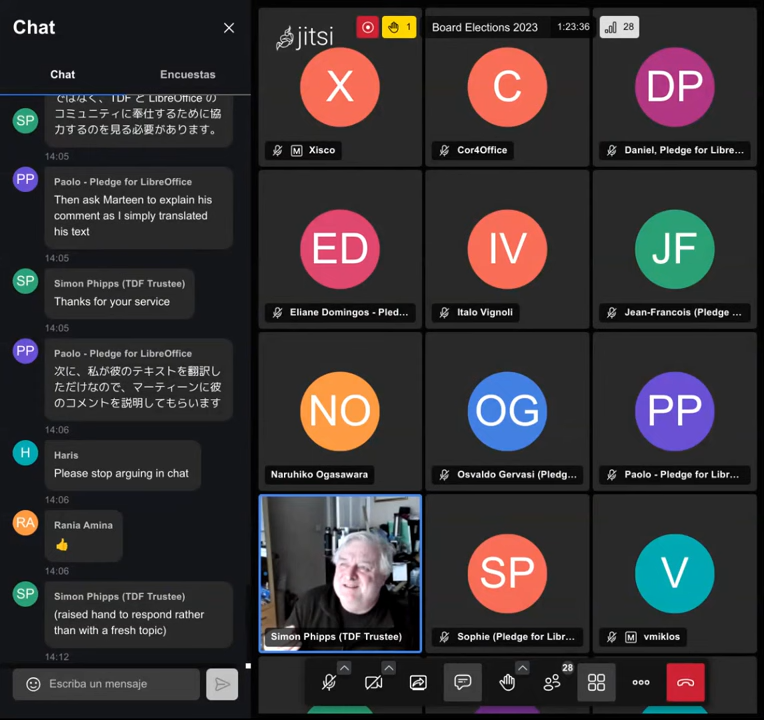 Chat
Chat
Encuestas
ではなく、TDF と LibreOffice の
コミュニティに奉仕するために協
力するのを見る必要があります。
SP
14:05
PP
Paolo - Pledge for LibreOffice
Then ask Marteen to explain his
comment as I simply translated
his text
14:05
SP
Simon Phipps (TDF Trustee)
Thanks for your service
14:05
PP
Paolo - Pledge for LibreOffice
次に、私が彼のテキストを翻訳し
ただけなので、マーティーンに彼
のコメントを説明してもらいます
14:06
H
Haris
Please stop arguing in chat
14:06
RA
Rania Amina
👍
14:06
SP
Simon Phipps (TDF Trustee)
(raised hand to respond rather
than with a fresh topic)
14:12
Escriba un mensaje
jitsi
1
Board Elections 2023
1:23:36
28
X
M Xisco
C
Cor4Office
DP
Daniel, Pledge for Libre...
ED
Eliane Domingos - Pled...
IV
Italo Vignoli
JF
Jean-Francois (Pledge ...
NO
Naruhiko Ogasawara
OG
Osvaldo Gervasi (Pledg...
PP
Paolo - Pledge for Libr...
Simon Phipps (TDF Trustee)
SP
Sophie (Pledge for Libr...
V
M vmiklos
28